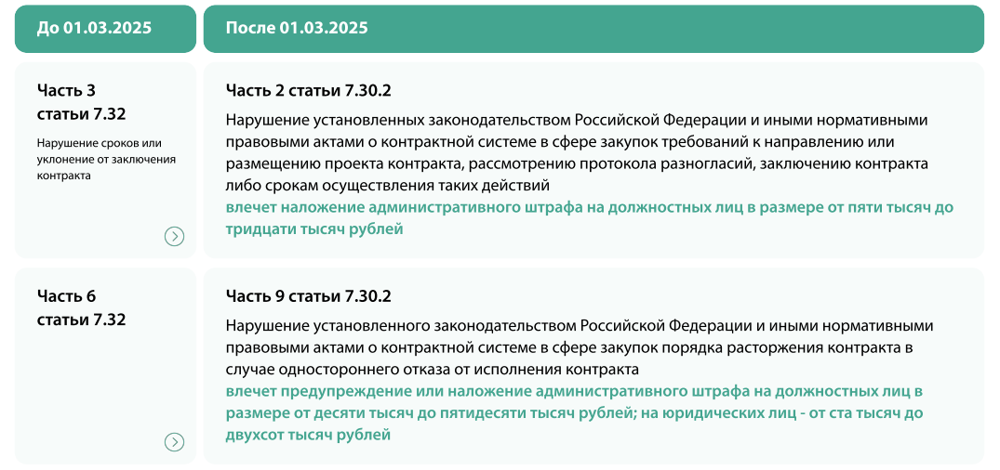 До 01.03.2025
После 01.03.2025
Часть 3
статьи 7.32
Нарушение сроков или
уклонение от заключения
контракта
Часть 2 статьи 7.30.2
Нарушение установленных законодательством Российской Федерации и иными нормативными
правовыми актами о контрактной системе в сфере закупок требований к направлению или
размещению проекта контракта, рассмотрению протокола разногласий, заключению контракта
либо срокам осуществления таких действий
влечет наложение административного штрафа на должностных лиц в размере от пяти тысяч до
тридцати тысяч рублей
Часть 6
статьи 7.32
Часть 9 статьи 7.30.2
Нарушение установленного законодательством Российской Федерации и иными нормативными
правовыми актами о контрактной системе в сфере закупок порядка расторжения контракта в
случае одностороннего отказа от исполнения контракта
влечет предупреждение или наложение административного штрафа на должностных лиц в
размере от десяти тысяч до пятидесяти тысяч рублей; на юридических лиц - от ста тысяч до
двухсот тысяч рублей